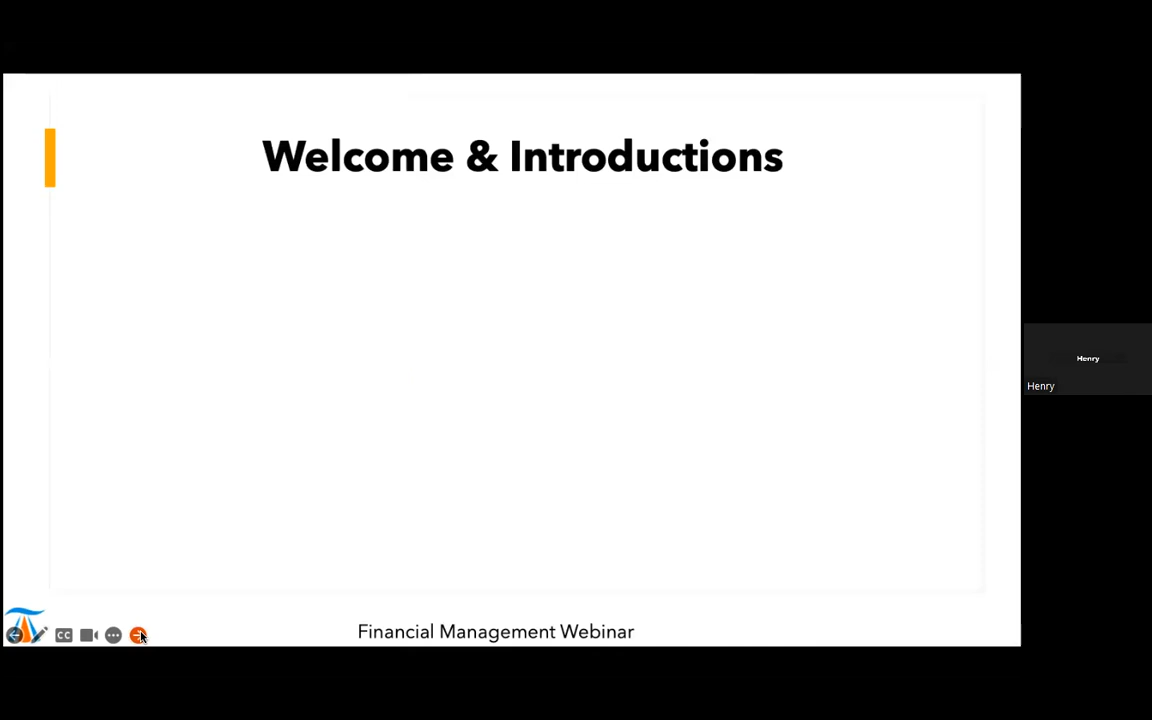 Welcome & Introductions
Henry
Henry
CC
Financial Management Webinar